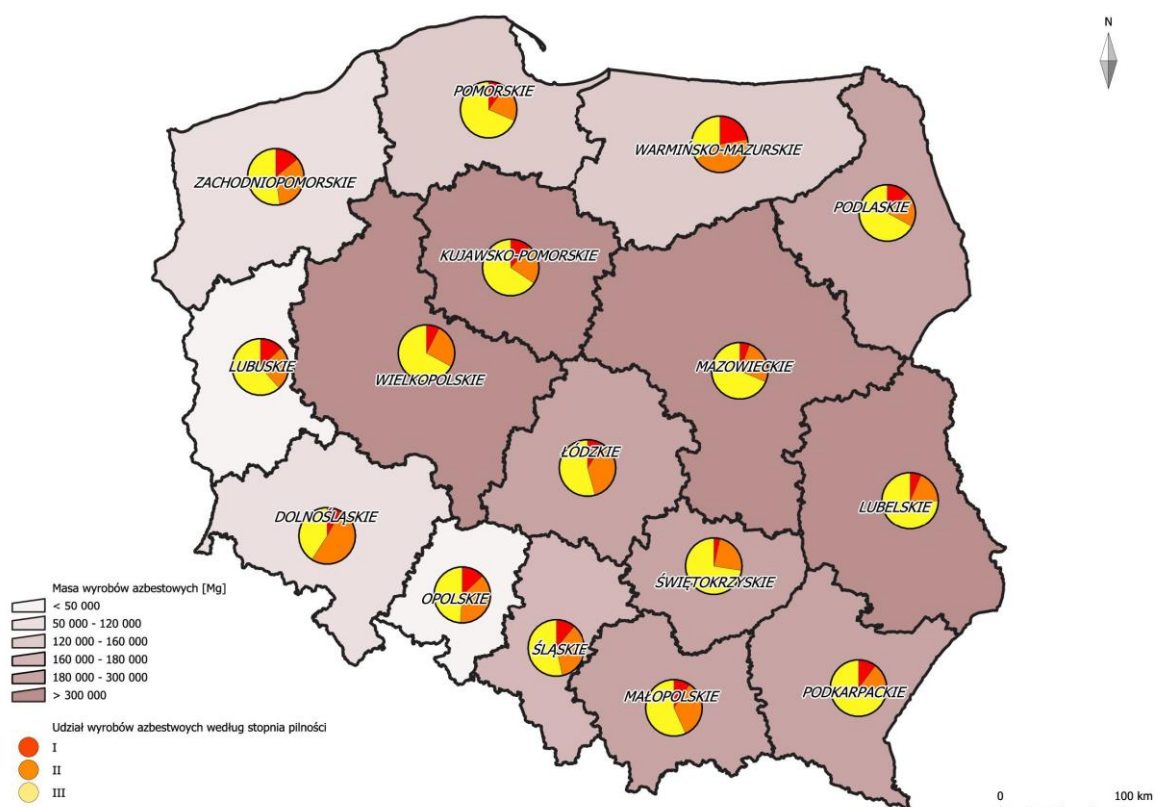 N
POMORSKIE
WARMIŃSKO-MAZURSKIE
ZACHODNIOPOMORSKIE
PODLASKIE
KUJAWSKO-POMORSKIE
LUBUSKIE
WIELKOPOLSKIE
MAZOWIECKIE
ŁÓDZKIE
LUBELSKIE
DOLNOŚLĄSKIE
ŚWIĘTOKRZYSKIE
OPOLSKIE
ŚLĄSKIE
MAŁOPOLSKIE
PODKARPACKIE
Masa wyrobów azbestowych [Mg]
< 50 000
50 000 - 120 000
120 000 - 160 000
160 000 - 180 000
180 000 - 300 000
> 300 000
Udział wyrobów azbestwoych według stopnia pilności
I
II
III
0 100 km